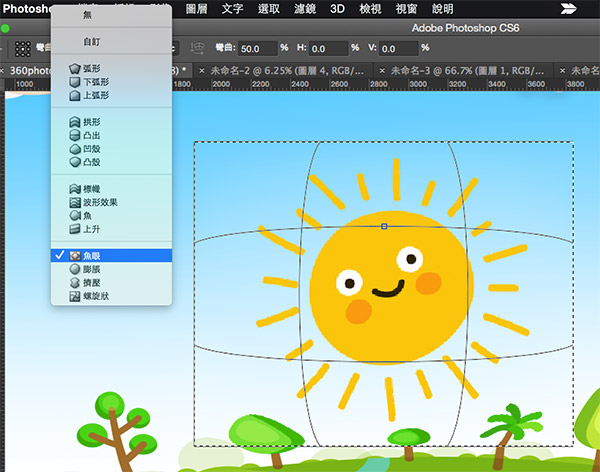 Photoshop
圖層 文字 選取 濾鏡 3D 檢視 視窗 說明
Adobe Photoshop CS6
彎曲: 50.0 % H: 0.0 % V: 0.0 %
360photo
× 未命名-2 @ 6.25% (圖層 4, RGB/... × 未命名-3 @ 66.7% (圖層 1, RGB/... × 未命名-
1000 1800 2000 2200 2400 2600 2800 3000 3200 3400 3600 3800
無
自訂
弧形
下弧形
上弧形
拱形
凸出
凹殼
凸殼
標幟
波形效果
魚
上升
魚眼
膨脹
擠壓
螺旋狀